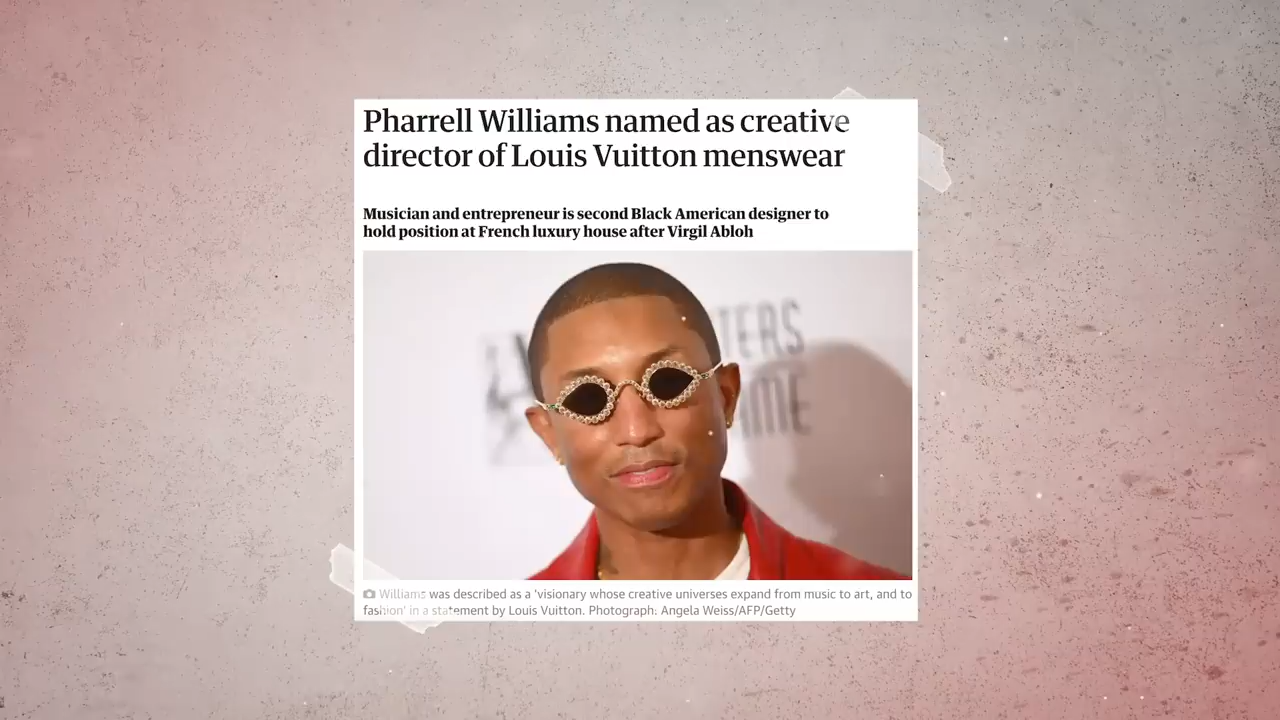 Pharrell Williams named as creative
director of Louis Vuitton menswear
Musician and entrepreneur is second Black American designer to
hold position at French luxury house after Virgil Abloh
TERS
AME
Williams was described as a 'visionary whose creative universes expand from music to art, and to
fashion' in a statement by Louis Vuitton. Photograph: Angela Weiss/AFP/Getty